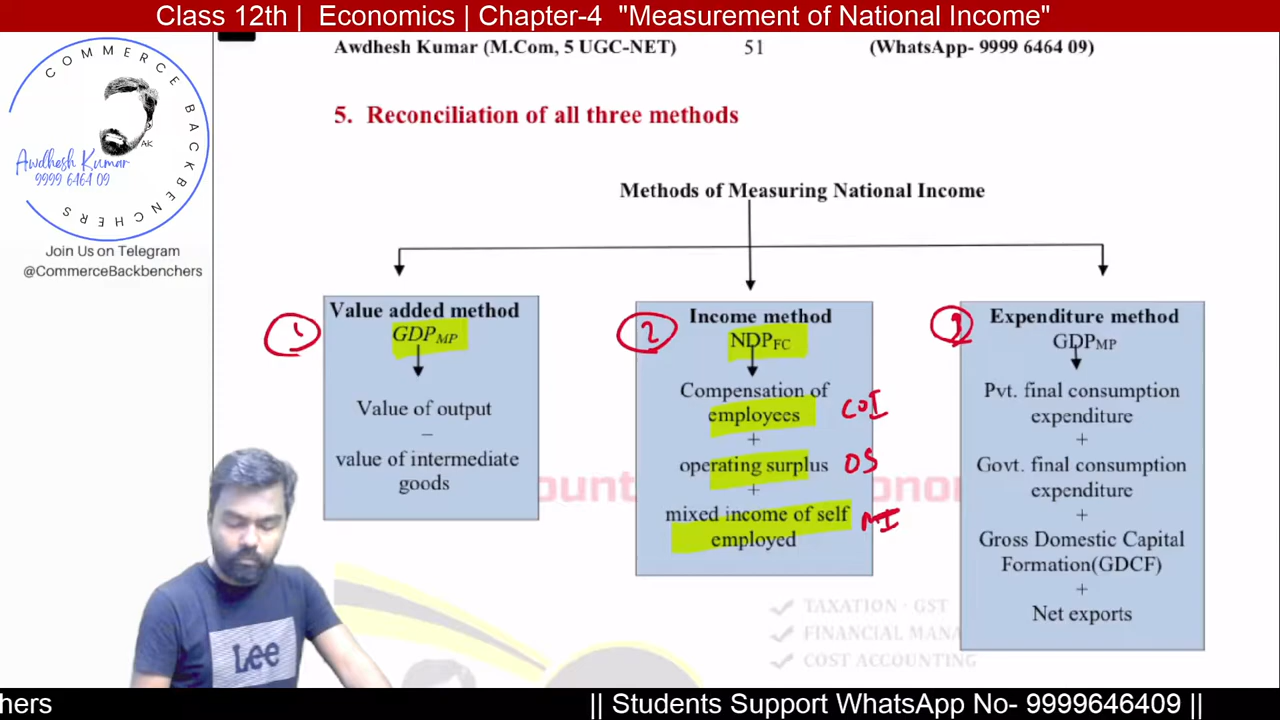 Class 12th | Economics | Chapter-4 "Measurement of National Income"
Awdhesh Kumar (M.Com, 5 UGC-NET) 51 (WhatsApp- 9999 6464 09)
COMMERCE BACKBENCHERS
AK
Awdhesh Kumar
9999 6464 09
Join Us on Telegram
@CommerceBackbenchers
5. Reconciliation of all three methods
Methods of Measuring National Income
1
Value added method
GDPMP
Value of output
–
value of intermediate
goods
2
Income method
NDPFC
Compensation of
employees
COI
+
operating surplus
OS
+
mixed income of self
employed
MI
3
Expenditure method
GDPMP
Pvt. final consumption
expenditure
+
Govt. final consumption
expenditure
+
Gross Domestic Capital
Formation(GDCF)
+
Net exports
TAXATION - GST
FINANCIAL MANA
COST ACCOUNTING
Lee
hers || Students Support WhatsApp No- 9999646409 ||